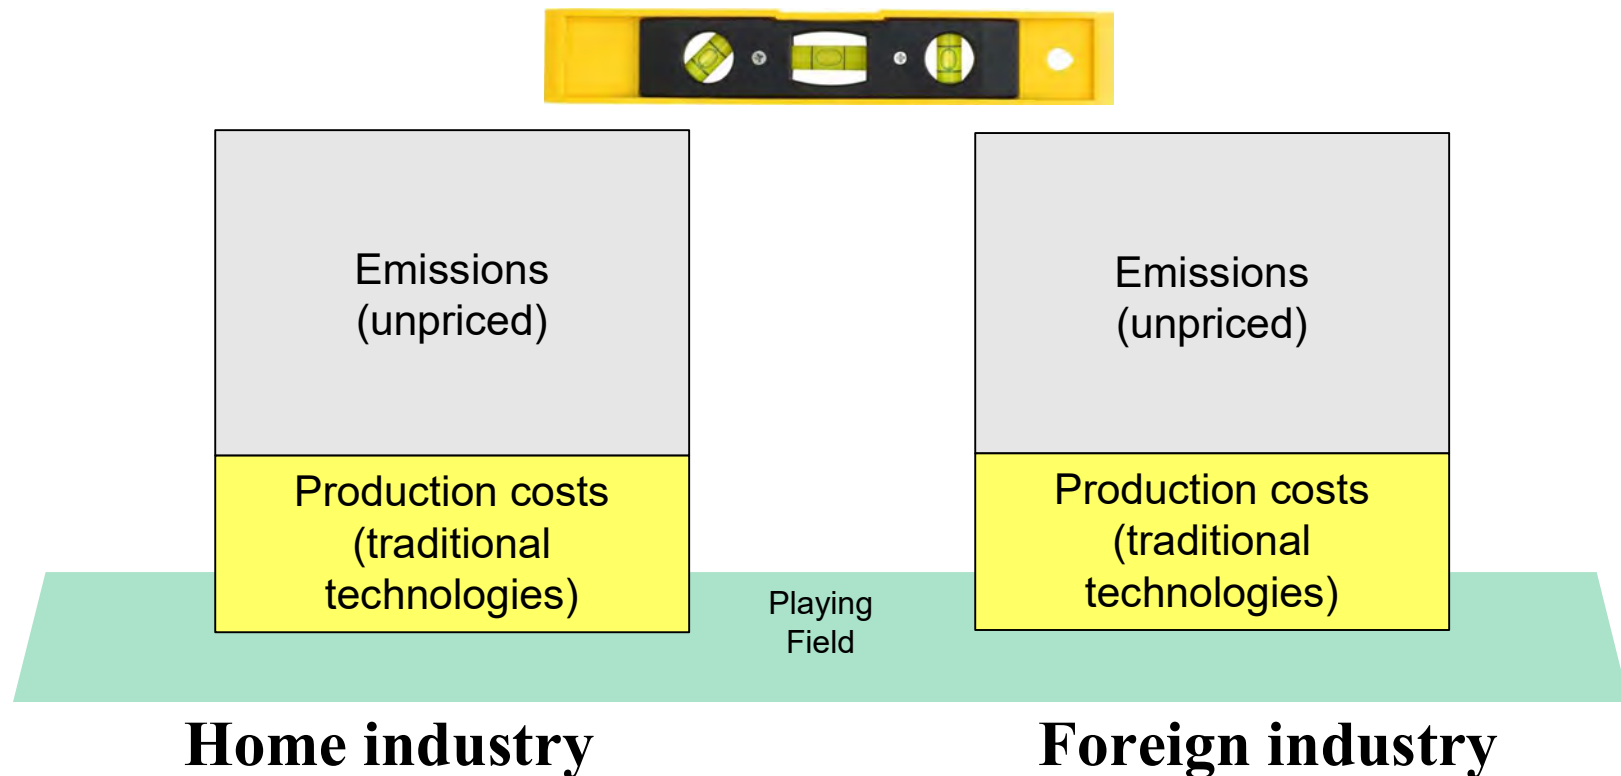 Emissions
(unpriced)
Production costs
(traditional
technologies)
Emissions
(unpriced)
Production costs
(traditional
technologies)
Playing
Field
Home industry
Foreign industry